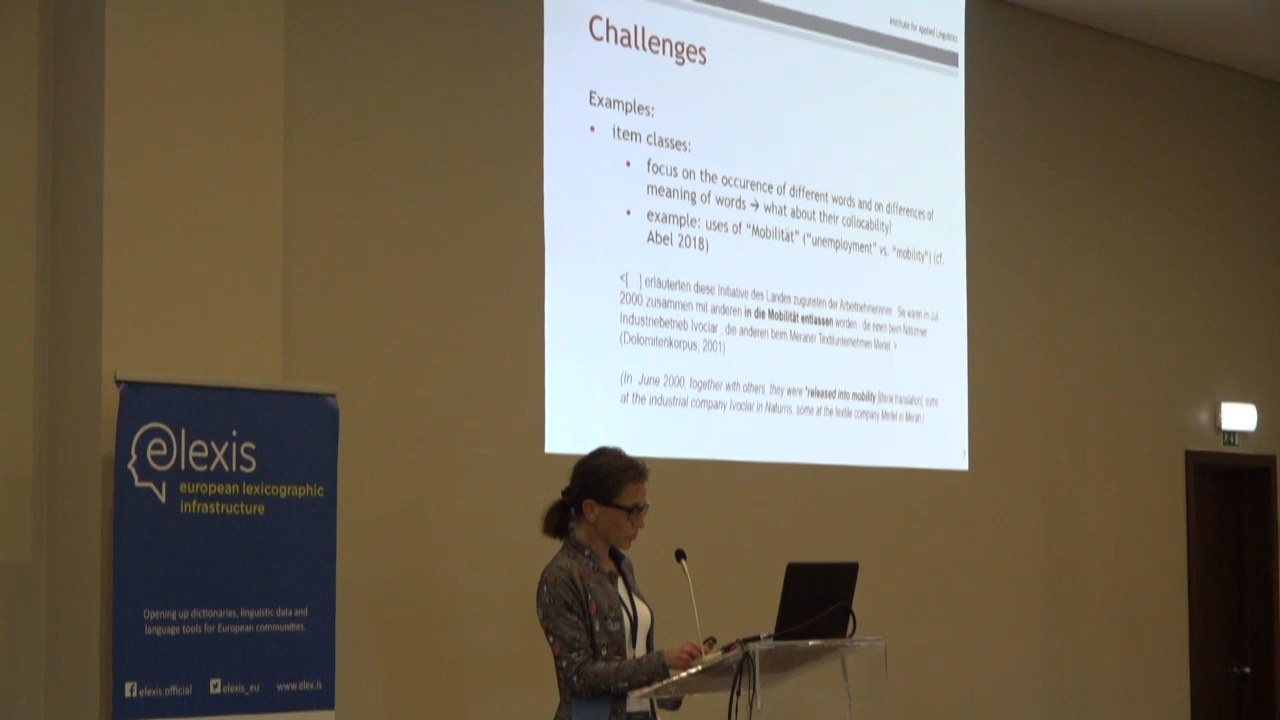 Institute for Applied Linguistics
Challenges
Examples:
• item classes:
• focus on the occurence of different words and on differences of
meaning of words → what about their collocability?
• example: uses of “Mobilität” (“unemployment” vs. “mobility”) (cf.
Abel 2018)
<[...] erläuterten diese Initiative des Landes zugunsten der Arbeitnehmerinnen. Sie waren im Juli
2000 zusammen mit anderen in die Mobilität entlassen worden - die einen beim Naturnser
Industriebetrieb Ivoclar , die anderen beim Meraner Textilunternehmen Merlet. >
(Dolomitenkorpus, 2001)
(In June 2000, together with others, they were *released into mobility [literal translation], some
at the industrial company Ivoclar in Naturns, some at the textile company Merlet in Meran.)
7
elexis
european lexicographic
infrastructure
Opening up dictionaries, linguistic data and
language tools for European communities.
elexis.official elexis_eu www.elex.is